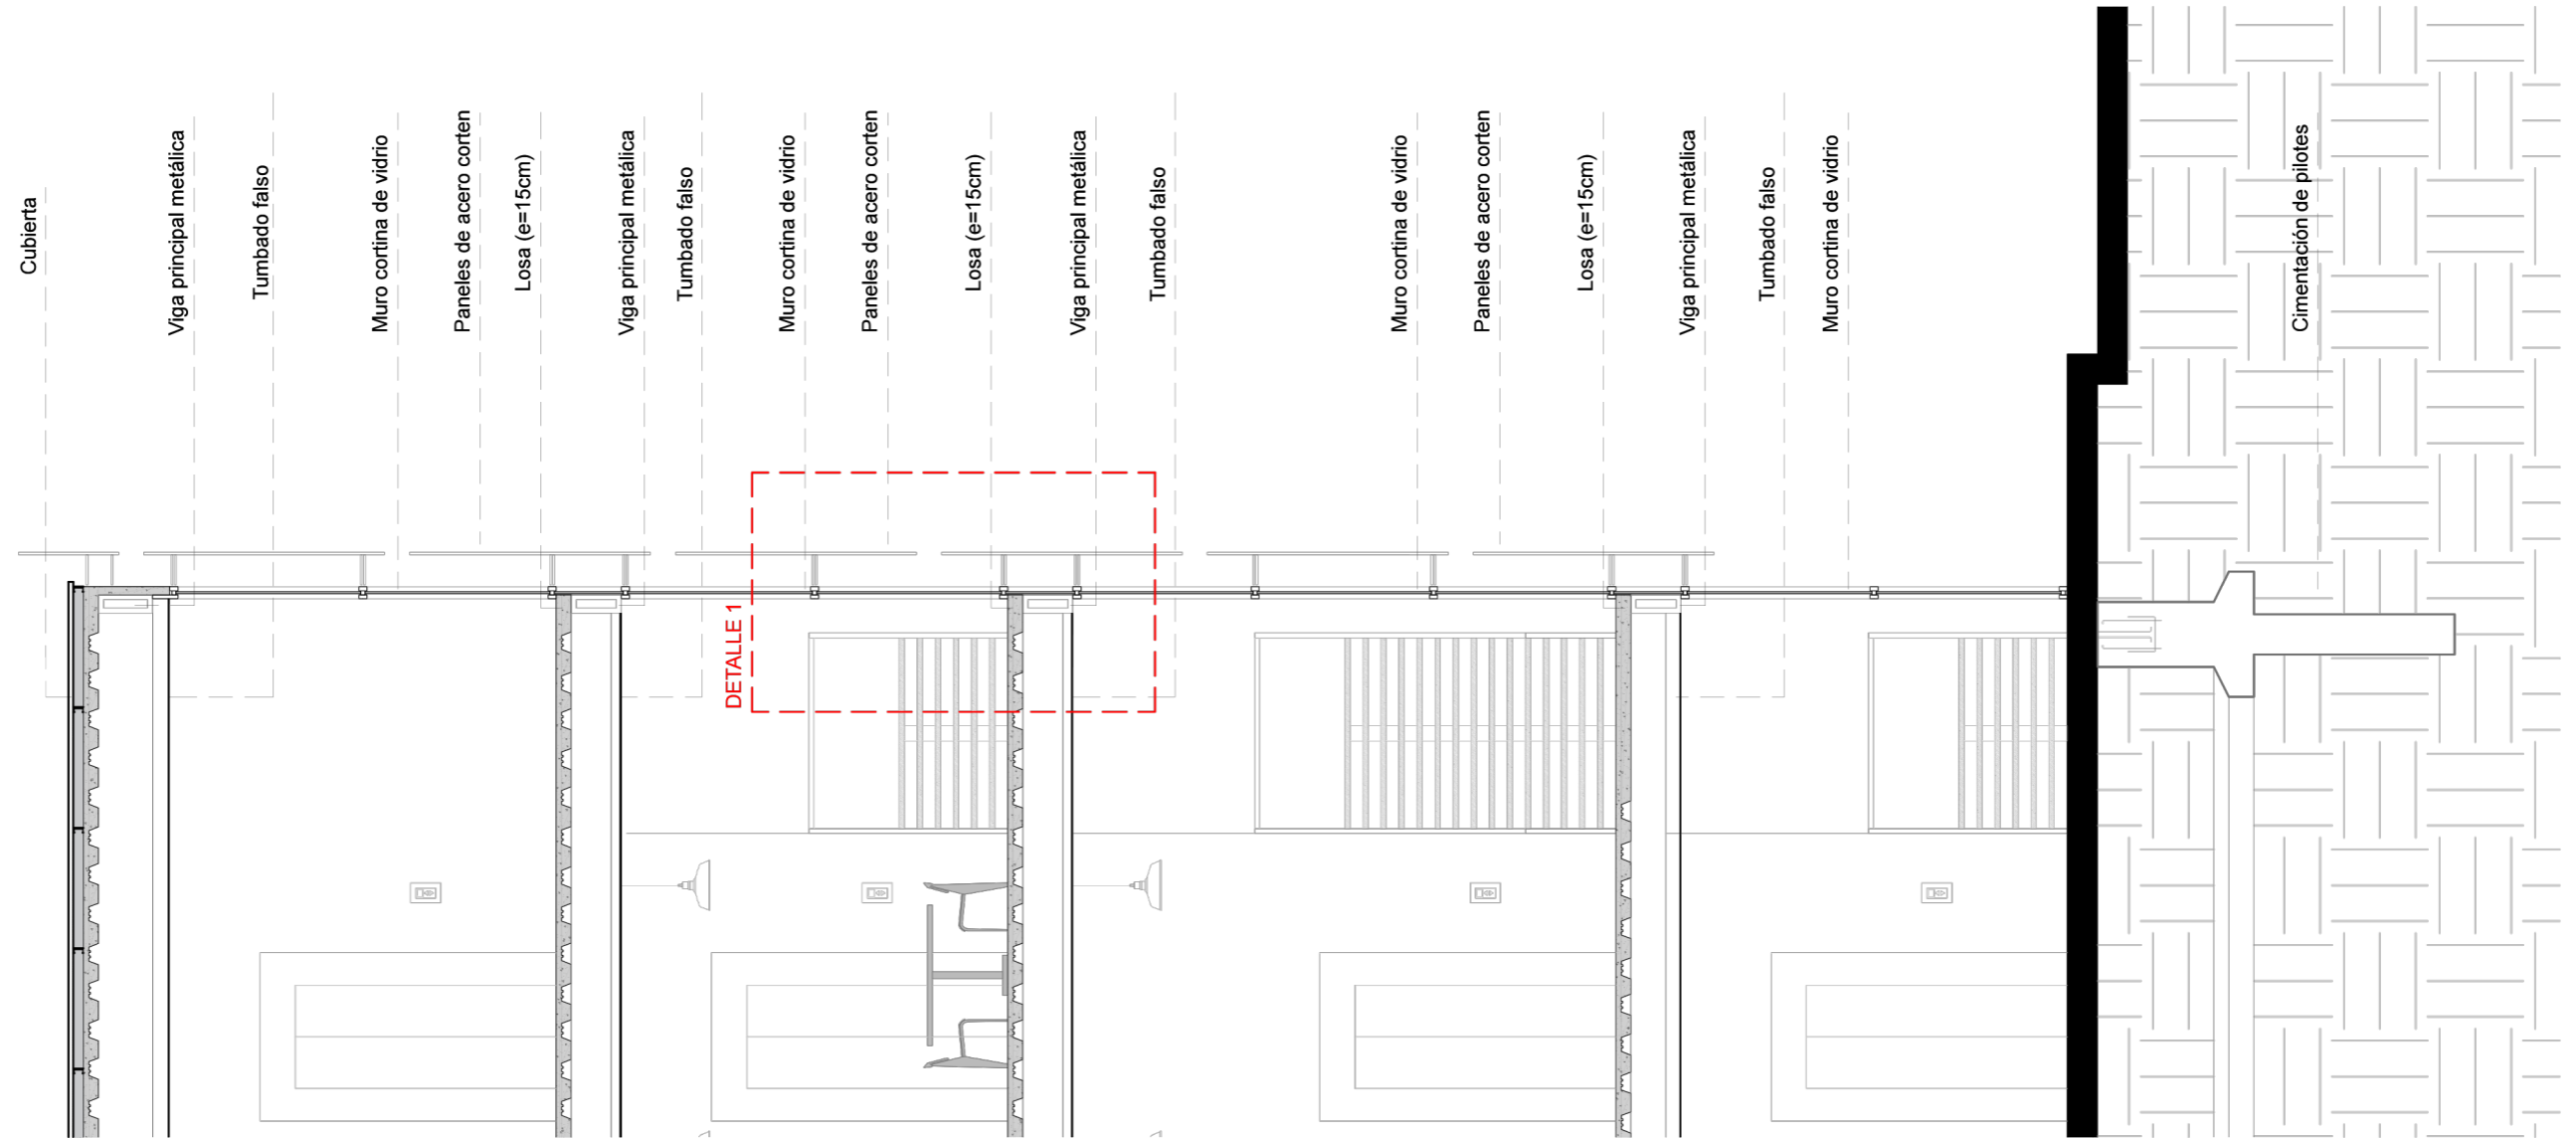 Cubierta
Viga principal metálica
Tumbado falso
Muro cortina de vidrio
Paneles de acero corten
Losa (e=15cm)
Viga principal metálica
Tumbado falso
Muro cortina de vidrio
Paneles de acero corten
Losa (e=15cm)
Viga principal metálica
Tumbado falso
Muro cortina de vidrio
Paneles de acero corten
Losa (e=15cm)
Viga principal metálica
Tumbado falso
Muro cortina de vidrio
Cimentación de pilotes
DETALLE 1